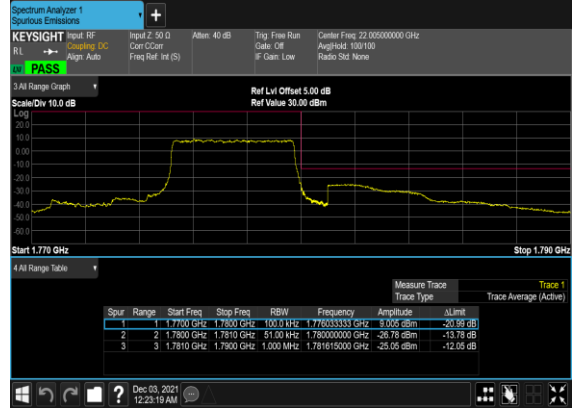 Spectrum Analyzer 1
Spurious Emissions
+
KEYSIGHT Input: RF Input Z: 50 Ω Atten: 40 dB Trig: Free Run Center Freq: 22.005000000 GHz
RL Coupling: DC Corr CCorr Gate: Off Avg|Hold: 100/100
Align: Auto Freq Ref: Int (S) IF Gain: Low Radio Std: None
PASS
3 All Range Graph
Ref Lvl Offset 5.00 dB
Scale/Div 10.0 dB Ref Value 30.00 dBm
Log
20.0
10.0
0.00
-10.0
-20.0
-30.0
-40.0
-50.0
-60.0
Start 1.770 GHz Stop 1.790 GHz
4 All Range Table
Measure Trace Trace 1
Trace Type Trace Average (Active)
Spur Range Start Freq Stop Freq RBW Frequency Amplitude ΔLimit
1 1 1.7700 GHz 1.7800 GHz 100.0 kHz 1.776033333 GHz 9.005 dBm -20.99 dB
2 2 1.7800 GHz 1.7810 GHz 51.00 kHz 1.780000000 GHz -26.78 dBm -13.78 dB
3 3 1.7810 GHz 1.7900 GHz 1.000 MHz 1.781615000 GHz -25.05 dBm -12.05 dB
? Dec 03, 2021
12:23:19 AM